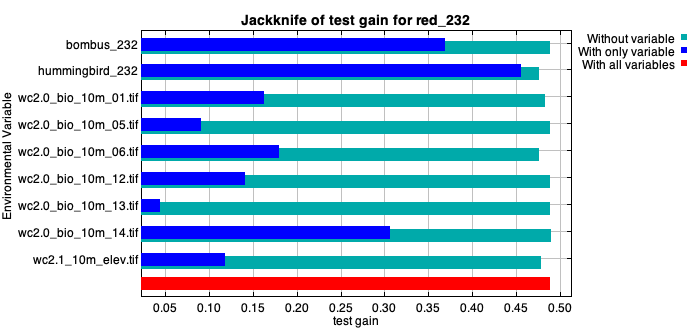 Jackknife of test gain for red_232
Without variable
With only variable
With all variables
Environmental Variable
bombus_232
hummingbird_232
wc2.0_bio_10m_01.tif
wc2.0_bio_10m_05.tif
wc2.0_bio_10m_06.tif
wc2.0_bio_10m_12.tif
wc2.0_bio_10m_13.tif
wc2.0_bio_10m_14.tif
wc2.1_10m_elev.tif
0.05 0.10 0.15 0.20 0.25 0.30 0.35 0.40 0.45 0.50
test gain